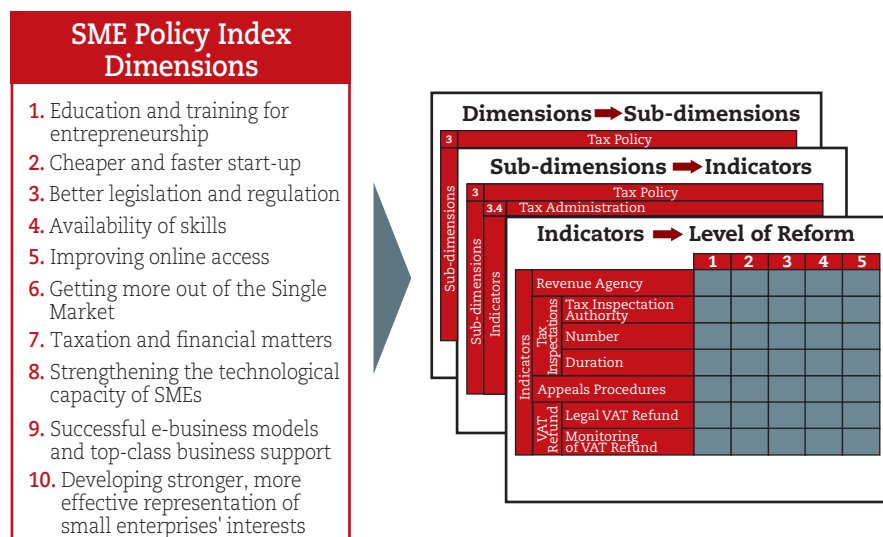 SME Policy Index
Dimensions
1. Education and training for
entrepreneurship
2. Cheaper and faster start-up
3. Better legislation and regulation
4. Availability of skills
5. Improving online access
6. Getting more out of the Single
Market
7. Taxation and financial matters
8. Strengthening the technological
capacity of SMEs
9. Successful e-business models
and top-class business support
10. Developing stronger, more
effective representation of
small enterprises' interests
Dimensions Sub-dimensions
3 Tax Policy
Sub-dimensions
Sub-dimensions Indicators
3 Tax Policy
3.4 Tax Administration
Sub-dimensions
Indicators
Indicators Level of Reform
1 2 3 4 5
Indicators
Revenue Agency
Tax
Inspectations
Tax Inspectation
Authority
Number
Duration
Appeals Procedures
VAT
Refund
Legal VAT Refund
Monitoring
of VAT Refund